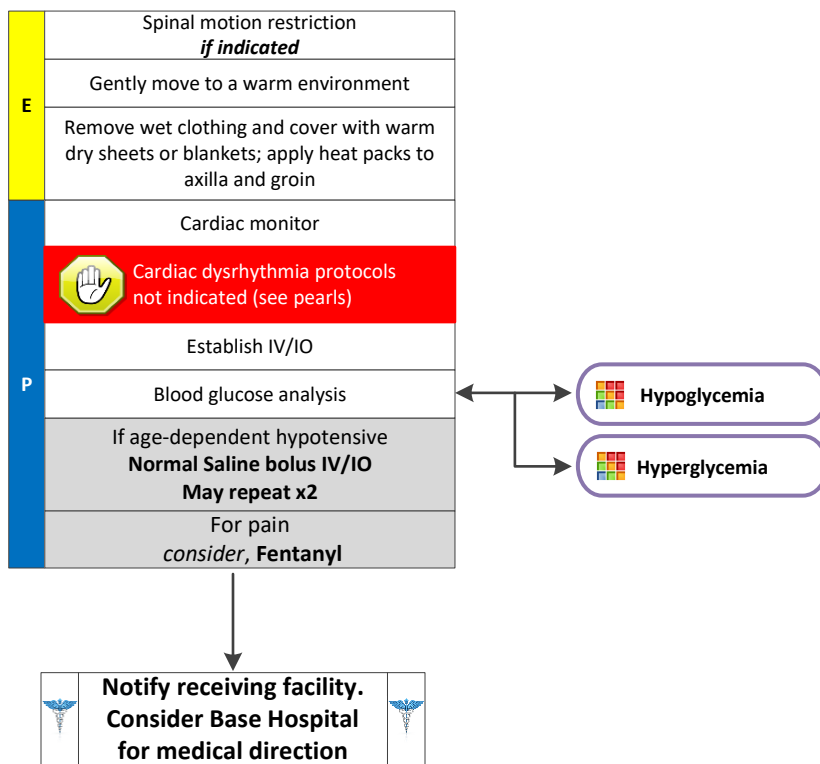 Spinal motion restriction
if indicated
Gently move to a warm environment
E
Remove wet clothing and cover with warm
dry sheets or blankets; apply heat packs to
axilla and groin
Cardiac monitor
Cardiac dysrhythmia protocols
not indicated (see pearls)
Establish IV/IO
P
Blood glucose analysis
Hypoglycemia
Hyperglycemia
If age-dependent hypotensive
Normal Saline bolus IV/IO
May repeat x2
For pain
consider, Fentanyl
Notify receiving facility.
Consider Base Hospital
for medical direction